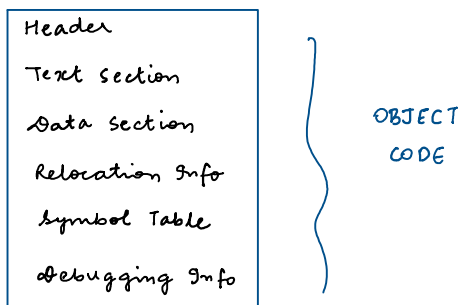 Header
Text Section
Data Section
Relocation Info
Symbol Table
Debugging Info
OBJECT
CODE